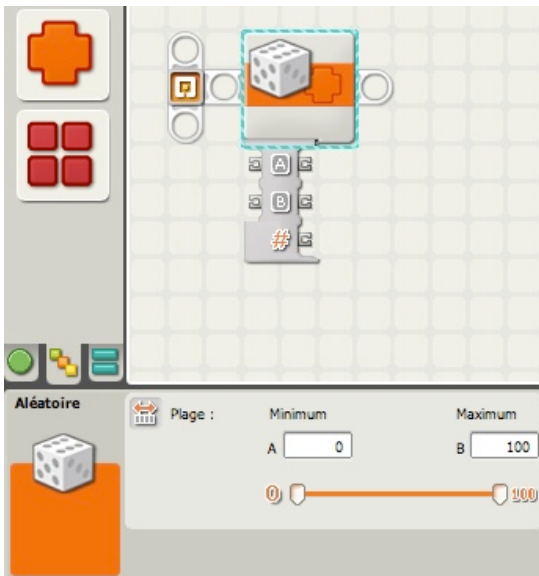 A
B
#
Aléatoire
Plage :
Minimum
Maximum
A 0
B 100
0 100